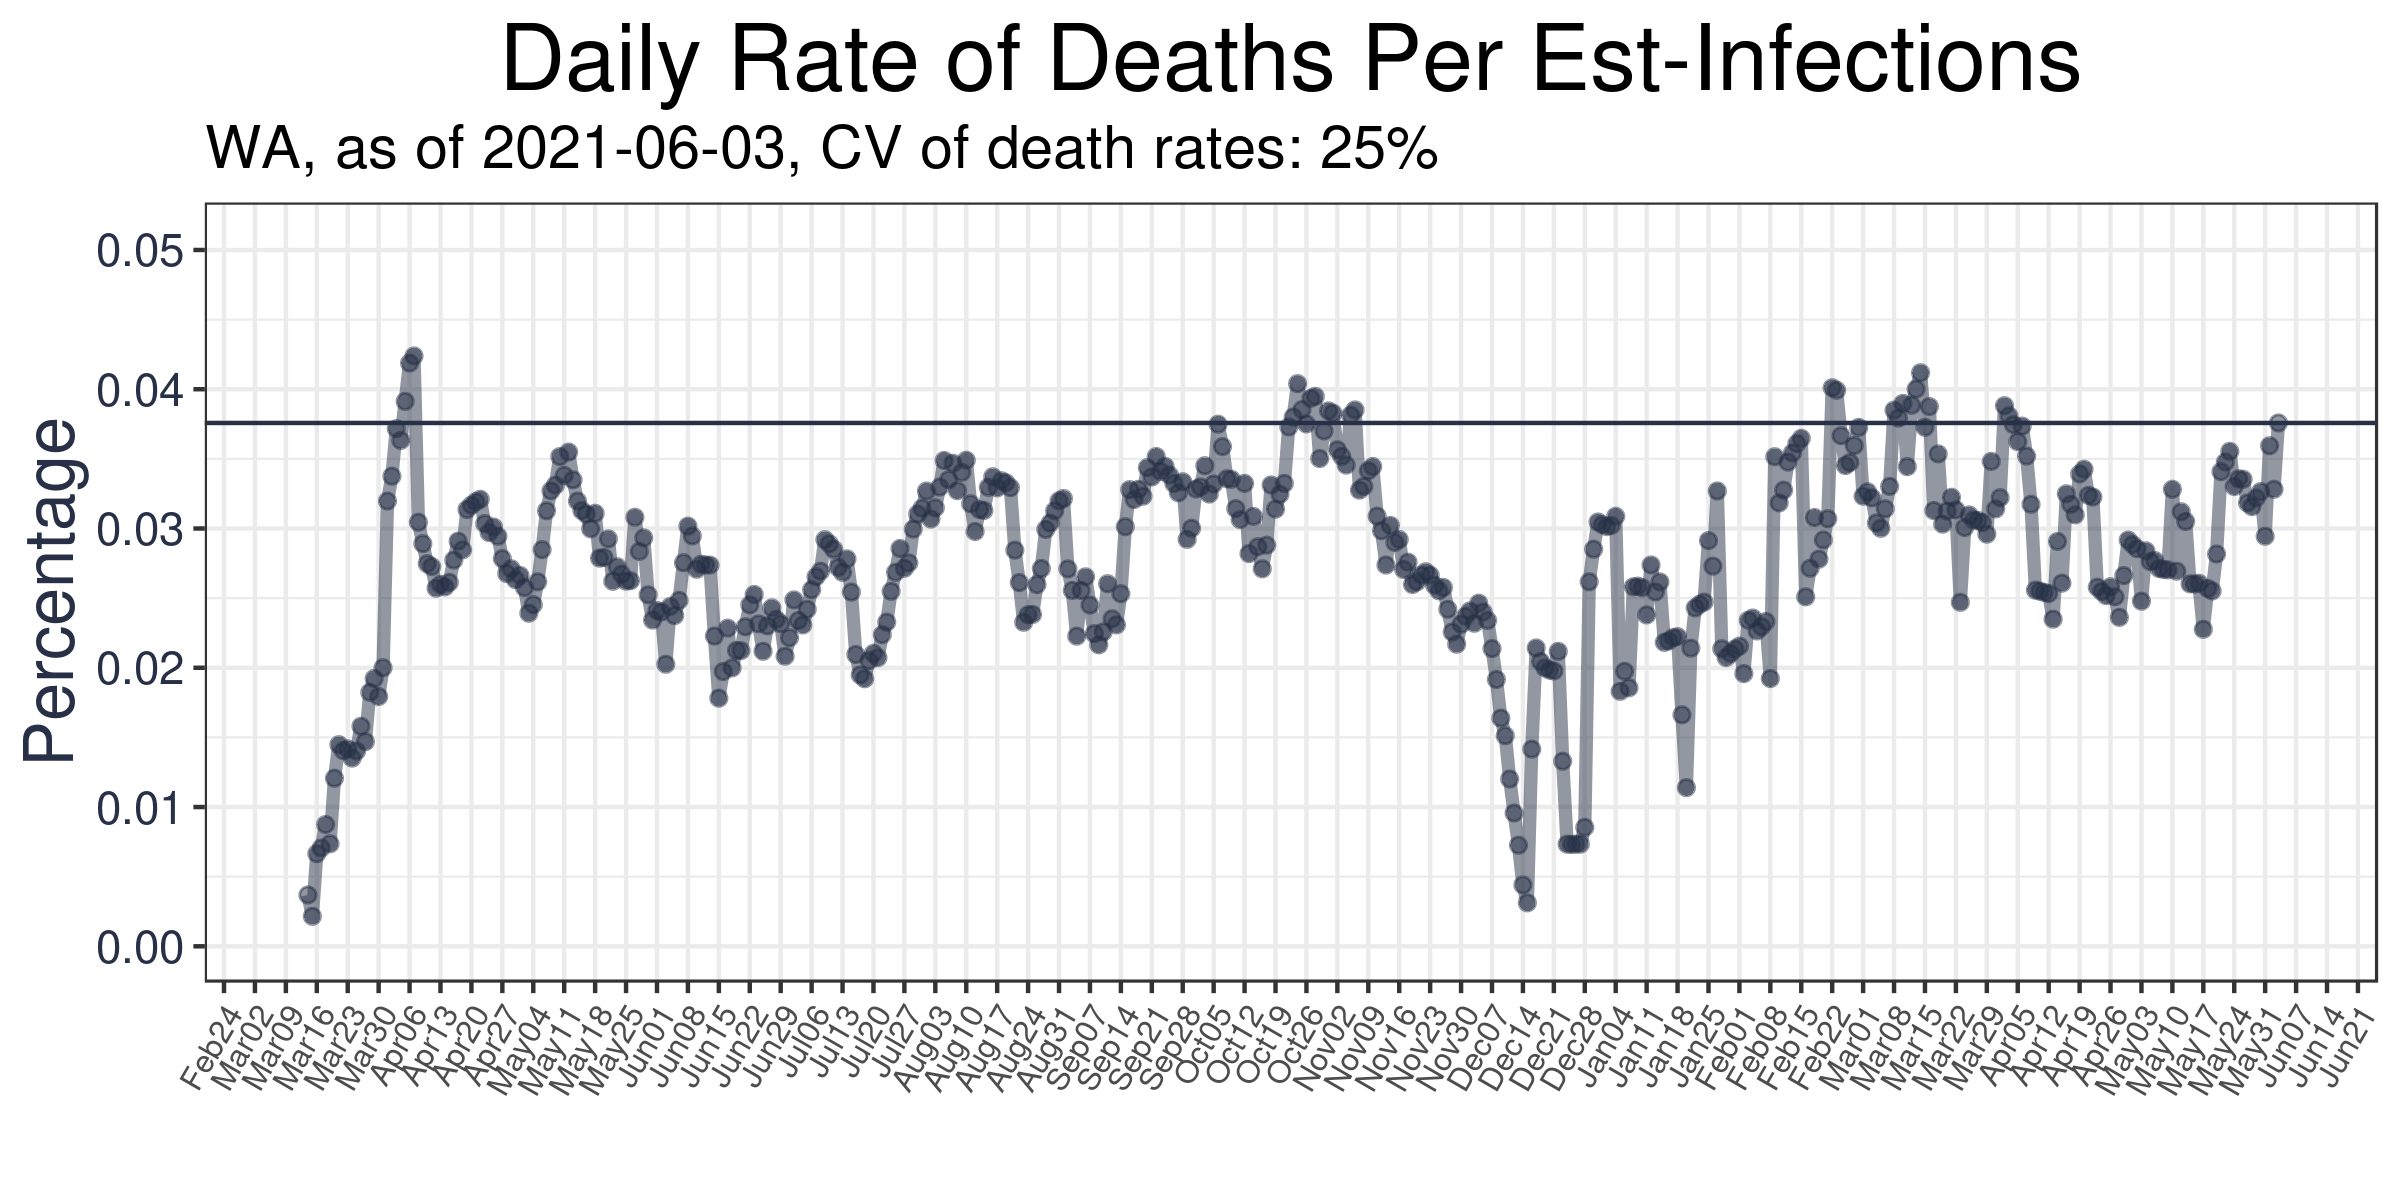 Daily Rate of Deaths Per Est-Infections
WA, as of 2021-06-03, CV of death rates: 25%
Percentage
0.05
0.04
0.03
0.02
0.01
0.00
Feb24
Mar02
Mar09
Mar16
Mar23
Mar30
Apr06
Apr13
Apr20
Apr27
May04
May11
May18
May25
Jun01
Jun08
Jun15
Jun22
Jun29
Jul06
Jul13
Jul20
Jul27
Aug03
Aug10
Aug17
Aug24
Aug31
Sep07
Sep14
Sep21
Sep28
Oct05
Oct12
Oct19
Oct26
Nov02
Nov09
Nov16
Nov23
Nov30
Dec07
Dec14
Dec21
Dec28
Jan04
Jan11
Jan18
Jan25
Feb01
Feb08
Feb15
Feb22
Mar01
Mar08
Mar15
Mar22
Mar29
Apr05
Apr12
Apr19
Apr26
May03
May10
May17
May24
May31
Jun07
Jun14
Jun21